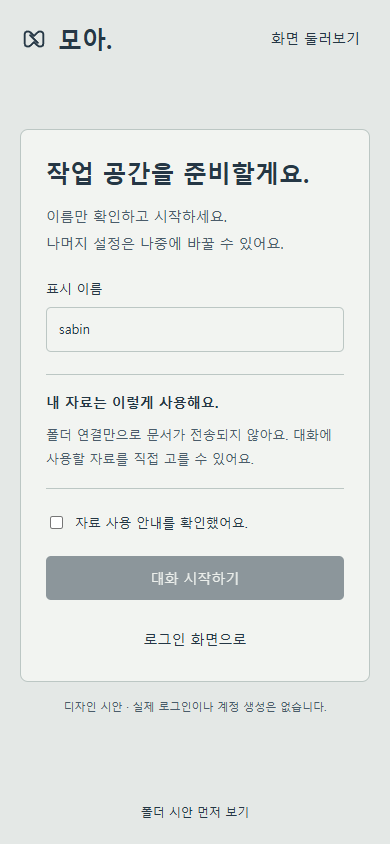 모아.
화면 둘러보기
작업 공간을 준비할게요.
이름만 확인하고 시작하세요.
나머지 설정은 나중에 바꿀 수 있어요.
표시 이름
sabin
내 자료는 이렇게 사용해요.
폴더 연결만으로 문서가 전송되지 않아요. 대화에
사용할 자료를 직접 고를 수 있어요.
자료 사용 안내를 확인했어요.
대화 시작하기
로그인 화면으로
디자인 시안 · 실제 로그인이나 계정 생성은 없습니다.
폴더 시안 먼저 보기